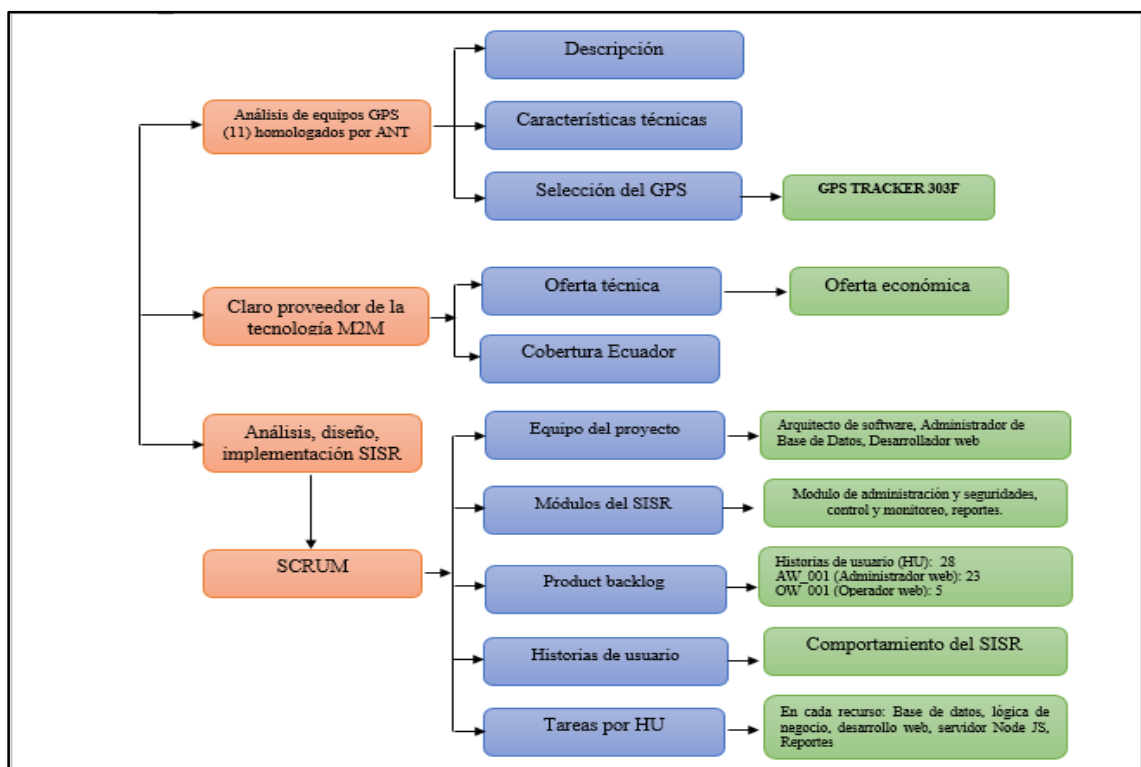 Descripción
Análisis de equipos GPS
(11) homologados por ANT
Características técnicas
Selección del GPS
GPS TRACKER 303F
Claro proveedor de la
tecnología M2M
Oferta técnica
Oferta económica
Cobertura Ecuador
Análisis, diseño,
implementación SISR
Equipo del proyecto
Arquitecto de software, Administrador de
Base de Datos, Desarrollador web
Módulos del SISR
Modulo de administración y seguridades,
control y monitoreo, reportes.
SCRUM
Product backlog
Historias de usuario (HU): 28
AW_001 (Administrador web): 23
OW_001 (Operador web): 5
Historias de usuario
Comportamiento del SISR
Tareas por HU
En cada recurso: Base de datos, lógica de
negocio, desarrollo web, servidor Node JS,
Reportes